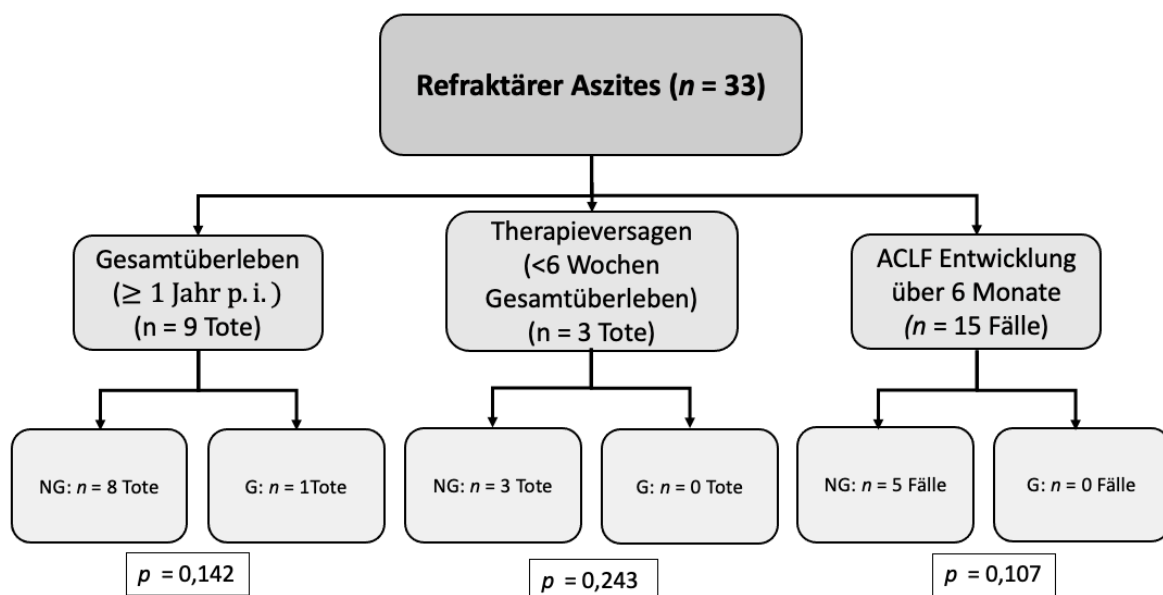 Refraktärer Aszites (n = 33)
Gesamtüberleben
(≥ 1 Jahr p. i. )
(n = 9 Tote)
Therapieversagen
(<6 Wochen
Gesamtüberleben)
(n = 3 Tote)
ACLF Entwicklung
über 6 Monate
(n = 15 Fälle)
NG: n = 8 Tote
G: n = 1Tote
NG: n = 3 Tote
G: n = 0 Tote
NG: n = 5 Fälle
G: n = 0 Fälle
p = 0,142
p = 0,243
p = 0,107